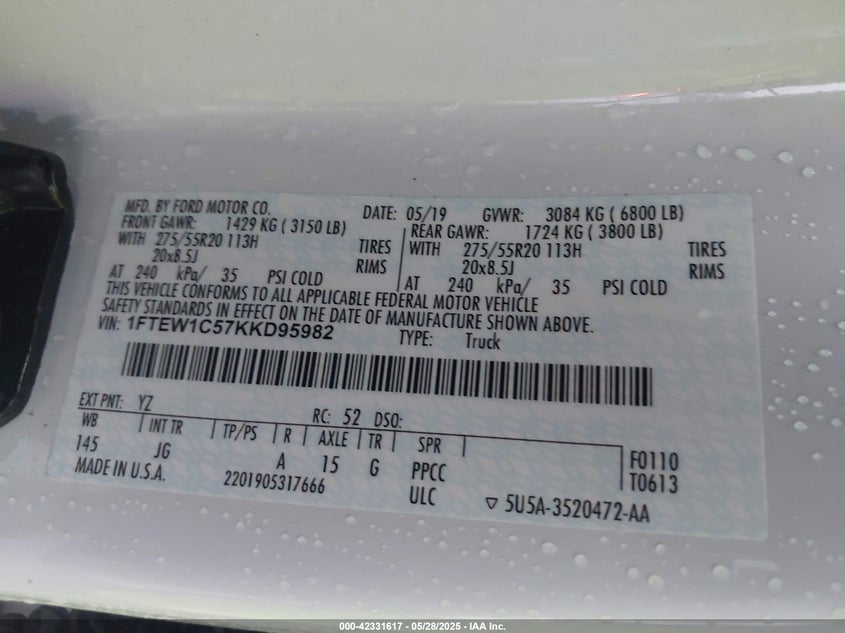 MFD. BY FORD MOTOR CO. DATE: 05/19 GVWR: 3084 KG ( 6800 LB)
FRONT GAWR: 1429 KG ( 3150 LB) REAR GAWR: 1724 KG ( 3800 LB)
WITH 275/55R20 113H TIRES WITH 275/55R20 113H TIRES
20x8.5J RIMS 20x8.5J RIMS
AT 240 kPa/ 35 PSI COLD AT 240 kPa/ 35 PSI COLD
THIS VEHICLE CONFORMS TO ALL APPLICABLE FEDERAL MOTOR VEHICLE
SAFETY STANDARDS IN EFFECT ON THE DATE OF MANUFACTURE SHOWN ABOVE.
VIN: 1FTEW1C57KKD95982 TYPE: Truck
EXT PNT: YZ RC: 52 DSO:
WB INT TR TP/PS R AXLE TR SPR
145 JG A 15 G PPCC F0110
MADE IN U.S.A. 2201905317666 ULC T0613
5U5A-3520472-AA
000-42331617 - 05/28/2025 - IAA Inc.